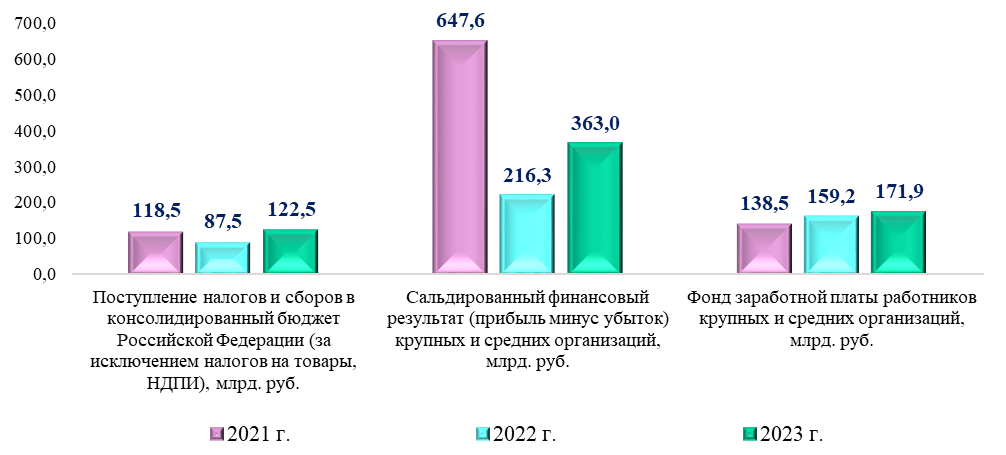 700,0
600,0
500,0
400,0
300,0
200,0
100,0
0,0
118,5
87,5
122,5
647,6
216,3
363,0
138,5
159,2
171,9
Поступление налогов и сборов в
консолидированный бюджет
Российской Федерации (за
исключением налогов на товары,
НДПИ), млрд. руб.
Сальдированный финансовый
результат (прибыль минус убыток)
крупных и средних организаций,
млрд. руб.
Фонд заработной платы работников
крупных и средних организаций,
млрд. руб.
2021 г.
2022 г.
2023 г.